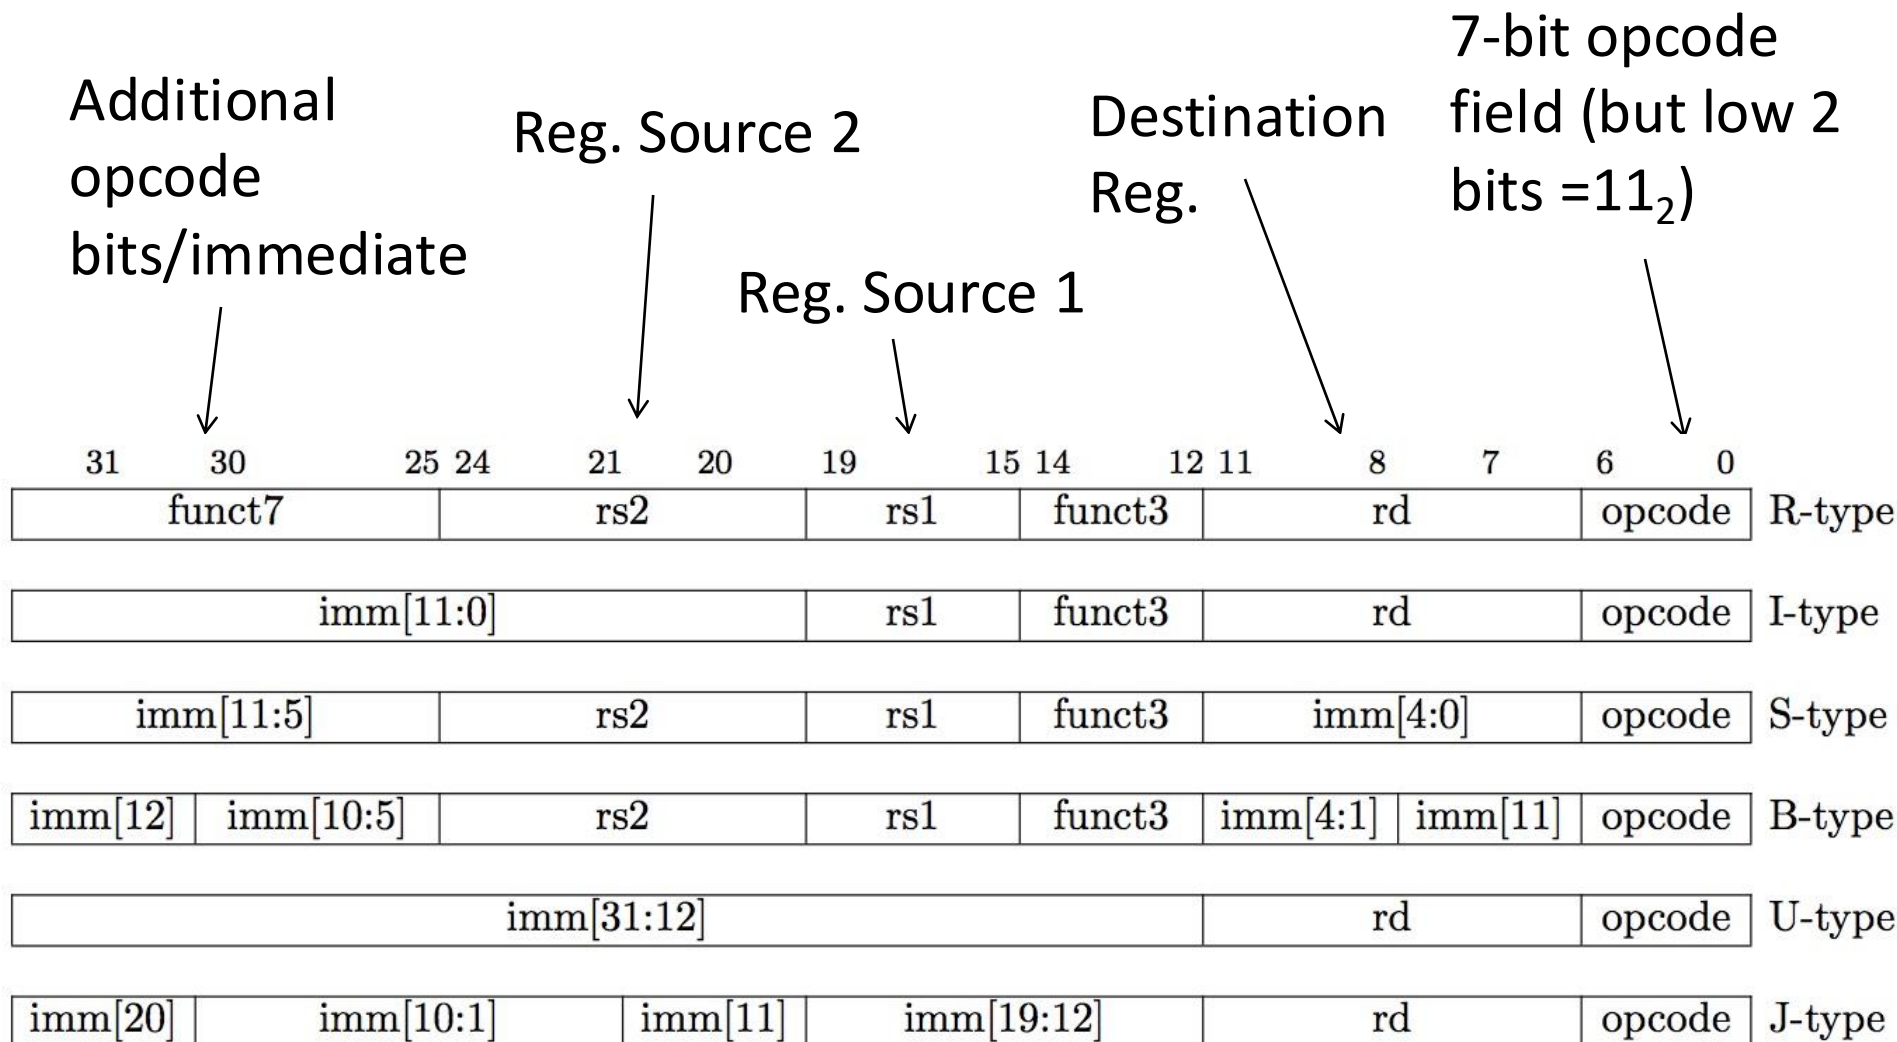 Additional
opcode
bits/immediate
Reg. Source 2
Reg. Source 1
Destination
Reg.
7-bit opcode
field (but low 2
bits =11₂)
31 30 25 24 21 20 19 15 14 12 11 8 7 6 0
funct7 rs2 rs1 funct3 rd opcode R-type
imm[11:0] rs1 funct3 rd opcode I-type
imm[11:5] rs2 rs1 funct3 imm[4:0] opcode S-type
imm[12] imm[10:5] rs2 rs1 funct3 imm[4:1] imm[11] opcode B-type
imm[31:12] rd opcode U-type
imm[20] imm[10:1] imm[11] imm[19:12] rd opcode J-type